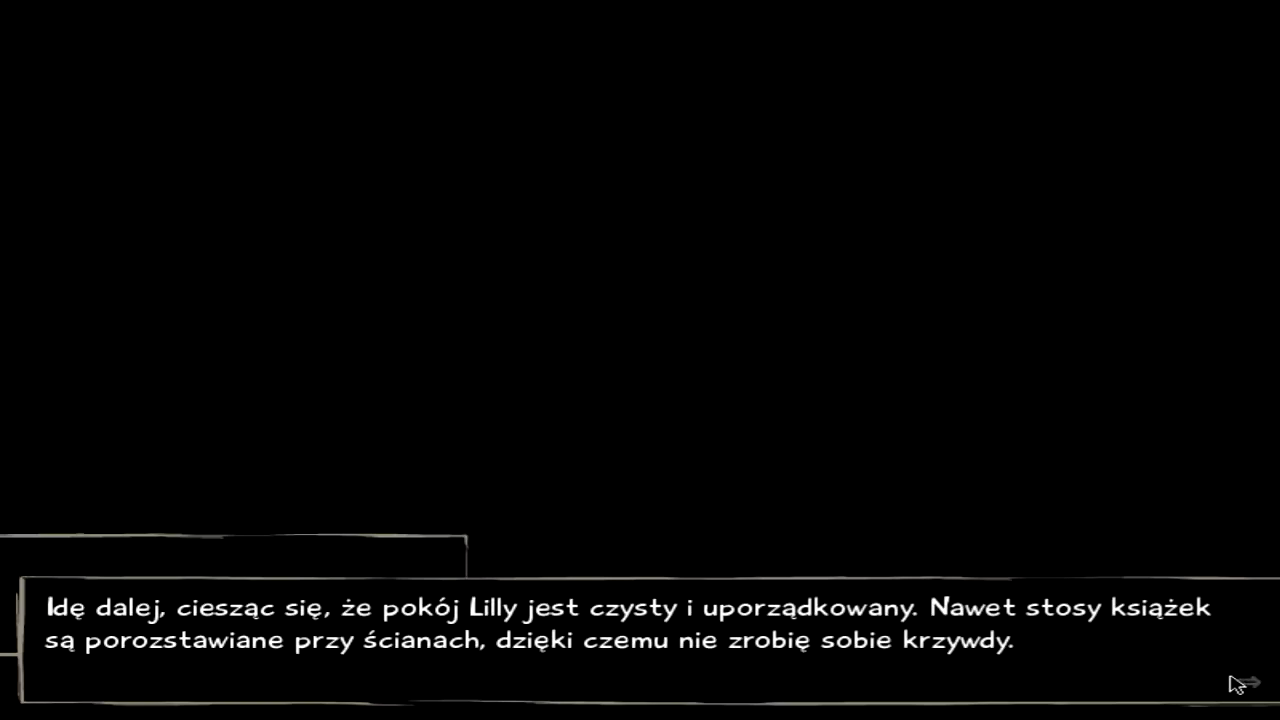 Idę dalej, ciesząc się, że pokój Lilly jest czysty i uporządkowany. Nawet stosy książek
są porozstawiane przy ścianach, dzięki czemu nie zrobię sobie krzywdy.